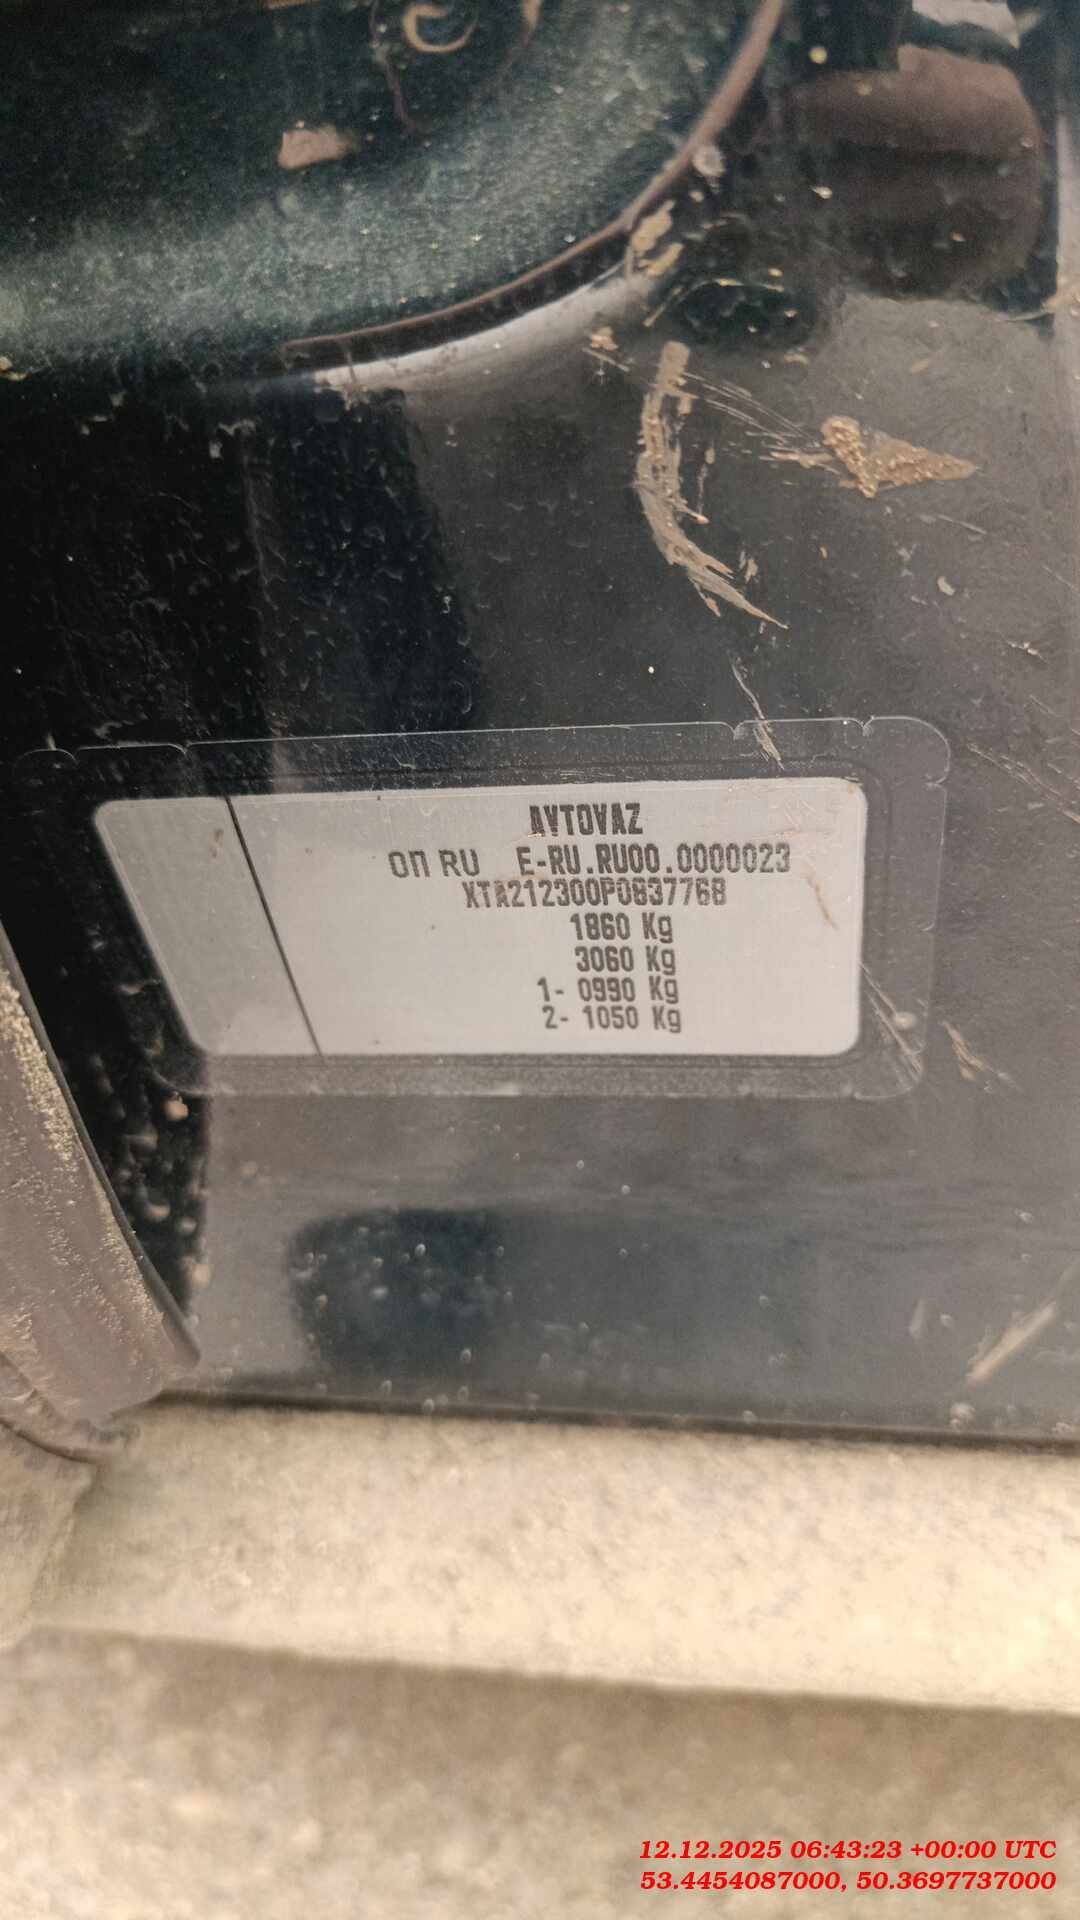 AVTOVAZ
ОП RU E-RU.RU00.0000023
XTA212300P0837768
1860 Kg
3060 Kg
1- 0990 Kg
2- 1050 Kg
12.12.2025 06:43:23 +00:00 UTC
53.4454087000, 50.3697737000